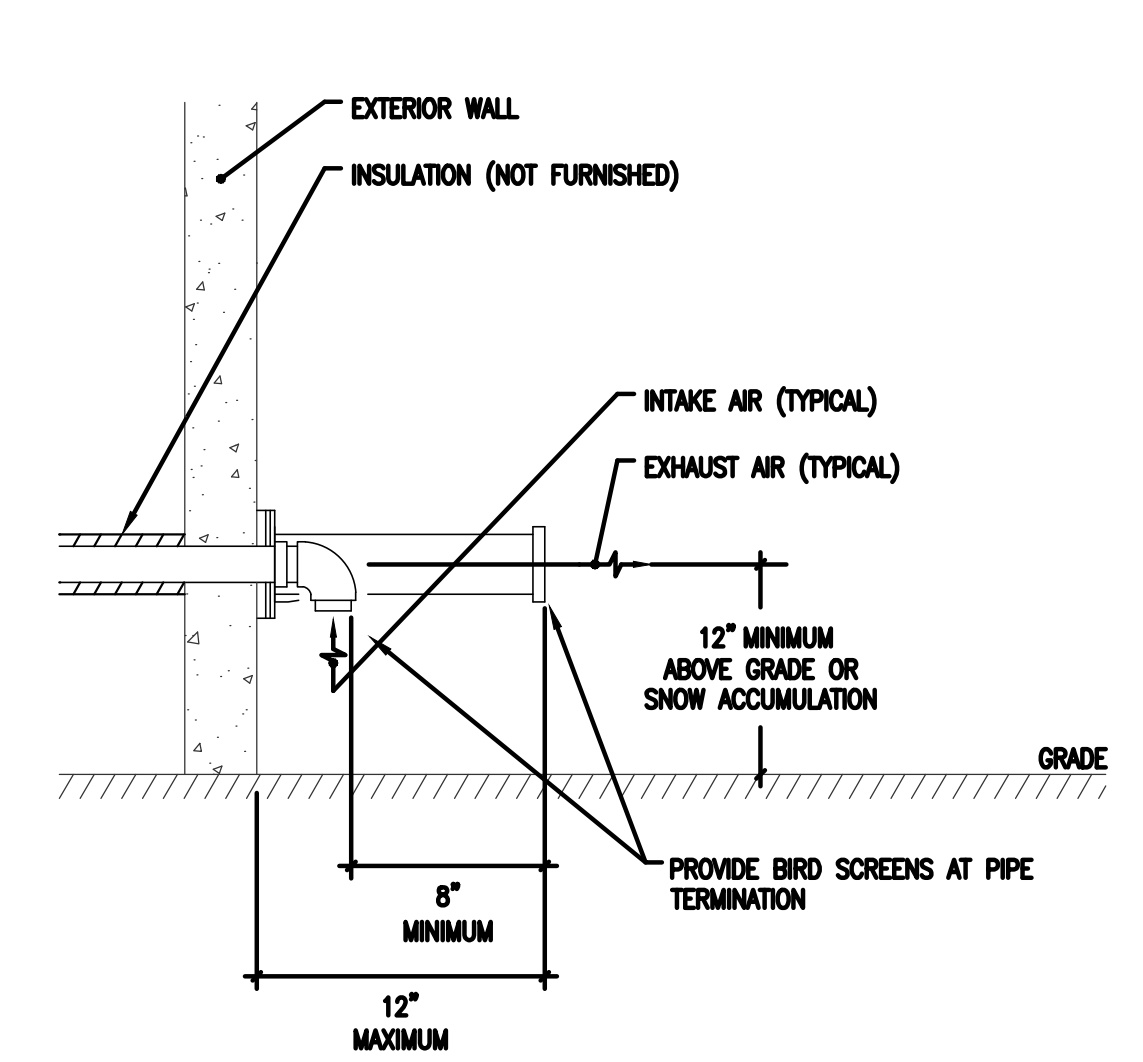 EXTERIOR WALL
INSULATION (NOT FURNISHED)
INTAKE AIR (TYPICAL)
EXHAUST AIR (TYPICAL)
12" MINIMUM
ABOVE GRADE OR
SNOW ACCUMULATION
GRADE
PROVIDE BIRD SCREENS AT PIPE
TERMINATION
8"
MINIMUM
12"
MAXIMUM